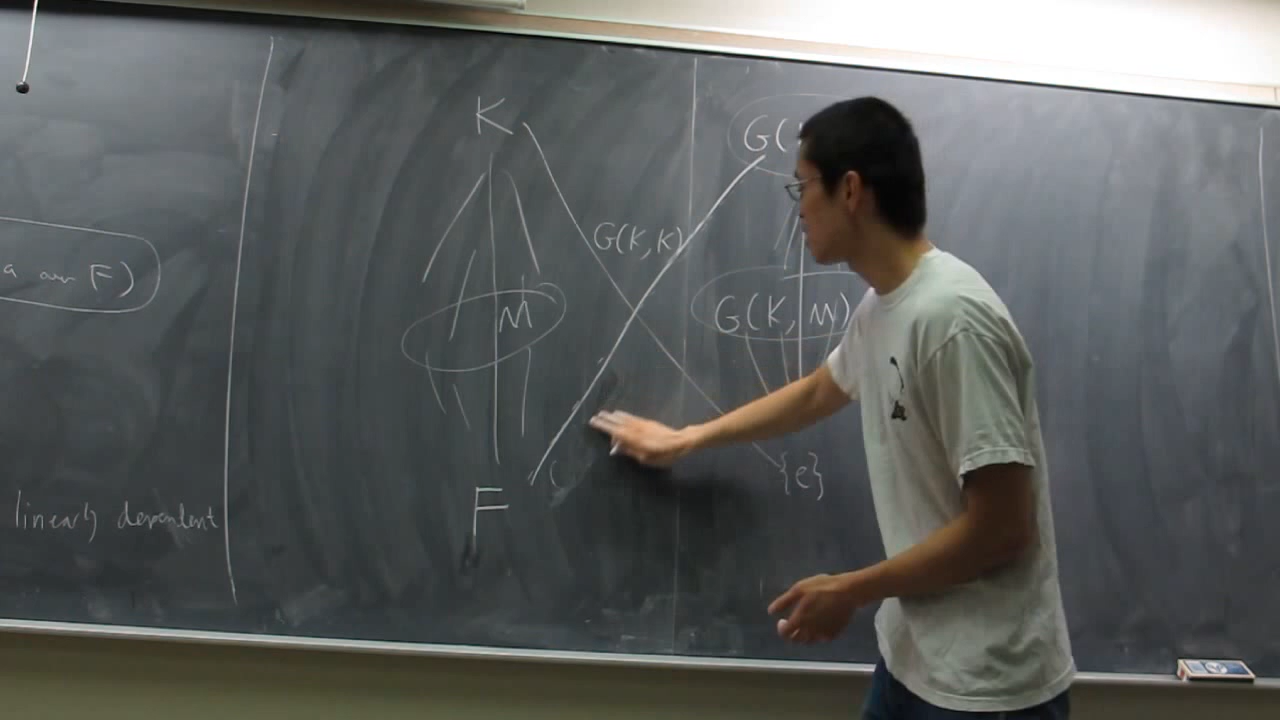 a over F)
linearly dependent
K
G(
G(K,K)
M
G(K, M)
F
{e}